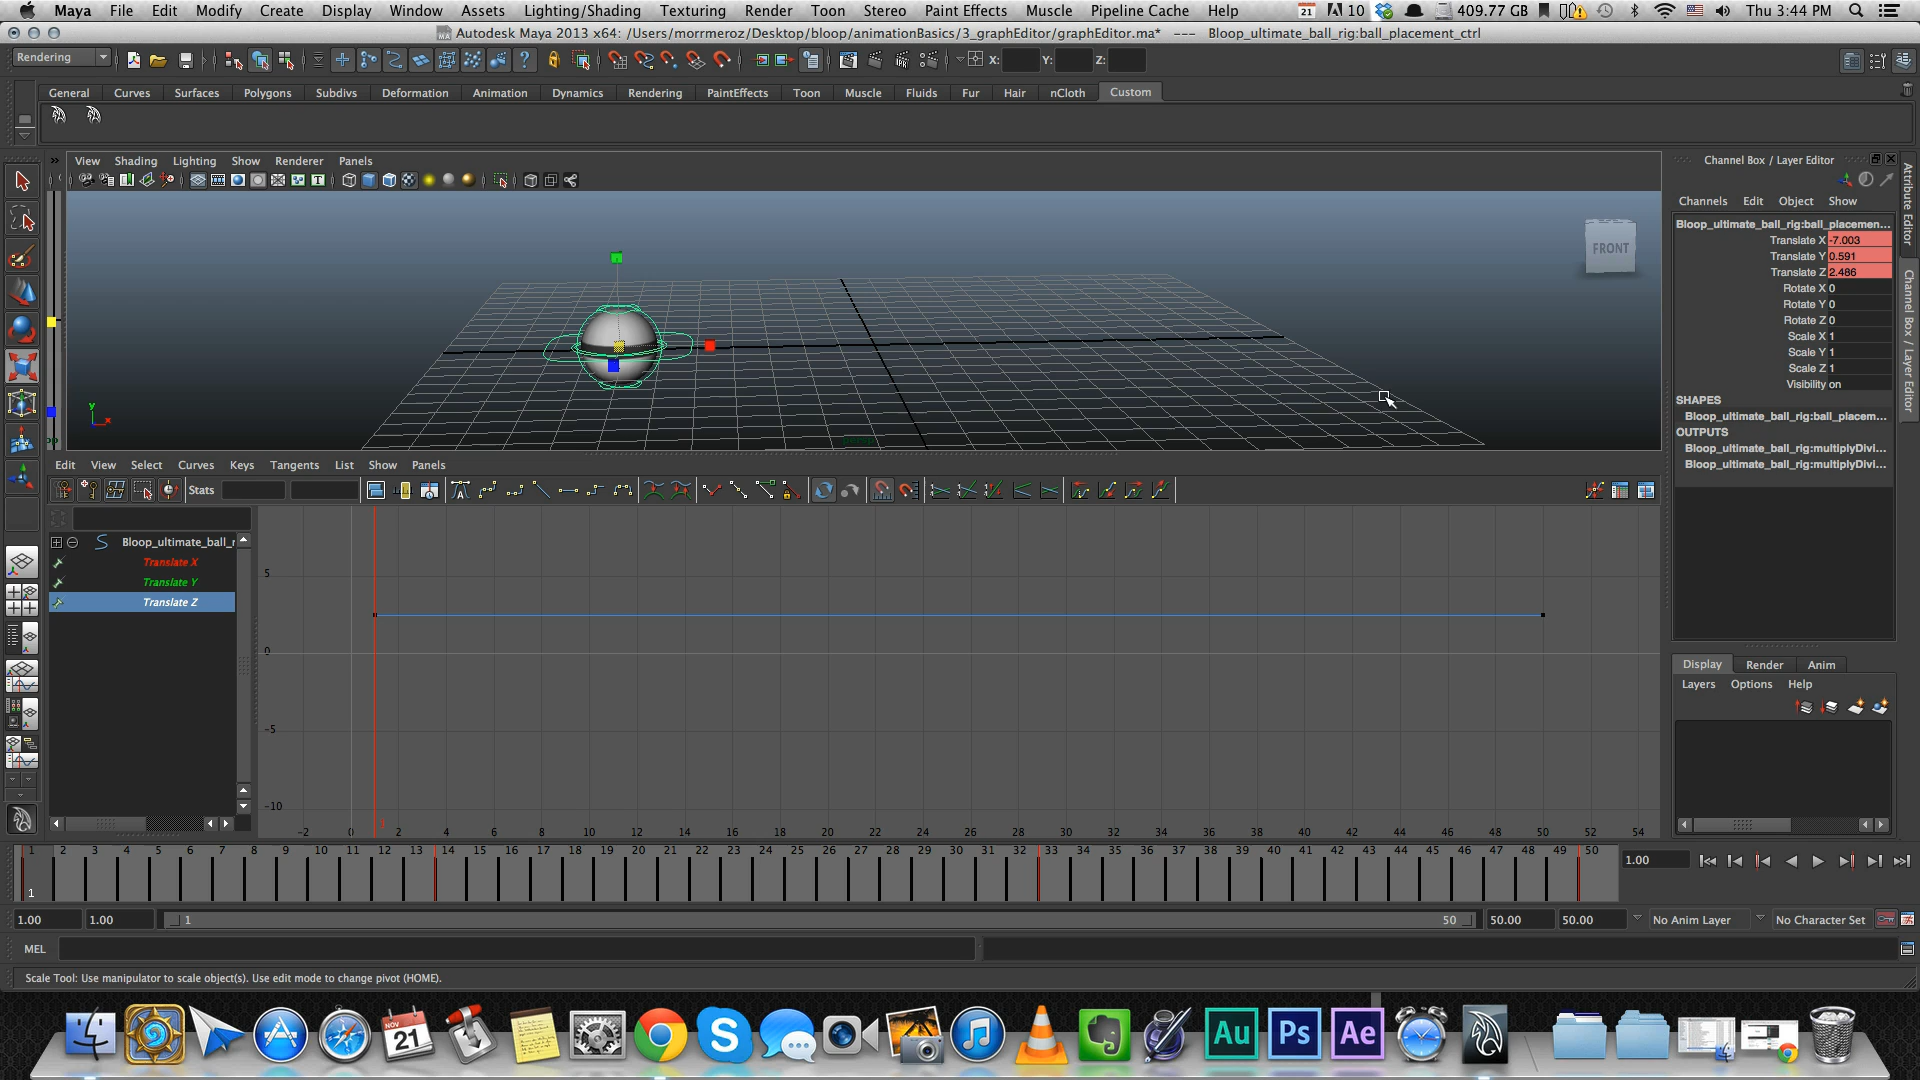 Maya File Edit Modify Create Display Window Assets Lighting/Shading Texturing Render Toon Stereo Paint Effects Muscle Pipeline Cache Help 21 10 409.77 GB Thu 3:44 PM
Autodesk Maya 2013 x64: /Users/morrmeroz/Desktop/bloop/animationBasics/3_graphEditor/graphEditor.ma* --- Bloop_ultimate_ball_rig:ball_placement_ctrl
Rendering X: Y: Z:
General Curves Surfaces Polygons Subdivs Deformation Animation Dynamics Rendering PaintEffects Toon Muscle Fluids Fur Hair nCloth Custom
View Shading Lighting Show Renderer Panels
FRONT
y
x
persp
Channel Box / Layer Editor
Channels Edit Object Show
Bloop_ultimate_ball_rig:ball_placemen...
Translate X -7.003
Translate Y 0.591
Translate Z 2.486
Rotate X 0
Rotate Y 0
Rotate Z 0
Scale X 1
Scale Y 1
Scale Z 1
Visibility on
SHAPES
Bloop_ultimate_ball_rig:ball_placem...
OUTPUTS
Bloop_ultimate_ball_rig:multiplyDivi...
Bloop_ultimate_ball_rig:multiplyDivi...
Attribute Editor
Channel Box / Layer Editor
Edit View Select Curves Keys Tangents List Show Panels
Stats
Bloop_ultimate_ball_r
Translate X
Translate Y
Translate Z
5
0
-5
-10
-2 0 2 4 6 8 10 12 14 16 18 20 22 24 26 28 30 32 34 36 38 40 42 44 46 48 50 52 54
1
Display Render Anim
Layers Options Help
1 2 3 4 5 6 7 8 9 10 11 12 13 14 15 16 17 18 19 20 21 22 23 24 25 26 27 28 29 30 31 32 33 34 35 36 37 38 39 40 41 42 43 44 45 46 47 48 49 50 1.00
1
1.00 1.00 1 50 50.00 50.00 No Anim Layer No Character Set
MEL
Scale Tool: Use manipulator to scale object(s). Use edit mode to change pivot (HOME).
NOV 21 Au Ps Ae